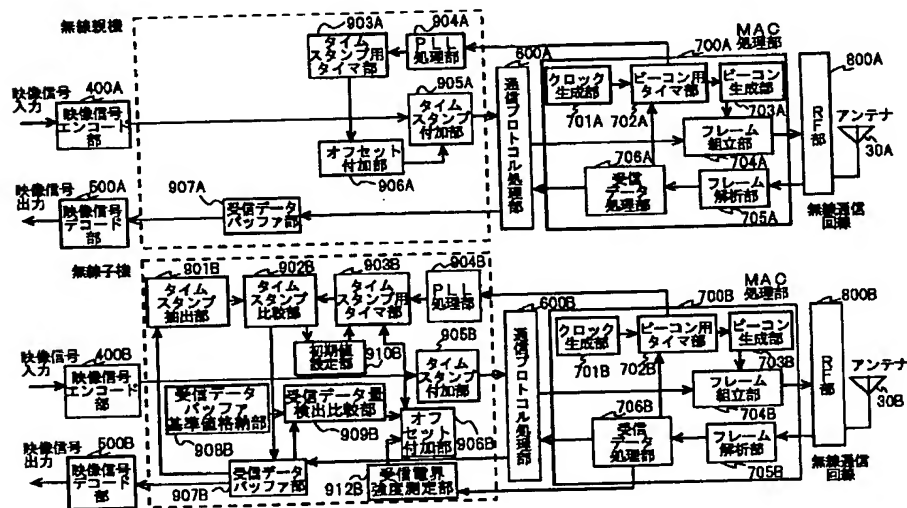 無線親機
903A
タイム
スタンプ用
タイマ部
904A
PLL
処理部
600A
通信プロトコル処理部
MAC
処理部
700A
クロック
生成部
701A
ビーコン用
タイマ部
702A
ビーコン
生成部
703A
800A
RF部
アンテナ
30A
映像信号
入力
400A
映像信号
エンコード
部
905A
タイム
スタンプ
付加部
オフセット
付加部
906A
706A
受信
データ
処理部
フレーム
組立部
704A
フレーム
解析部
705A
無線通信
回線
映像信号
出力
500A
映像信号
デコード
部
907A
受信データ
バッファ部
無線子機
901B
タイム
スタンプ
抽出部
902B
タイム
スタンプ
比較部
903B
タイム
スタンプ用
タイマ部
904B
PLL
処理部
600B
通信プロトコル処理部
MAC
処理部
700B
クロック
生成部
701B
ビーコン用
タイマ部
702B
ビーコン
生成部
703B
800B
RF部
アンテナ
30B
映像信号
入力
400B
映像信号
エンコード
部
初期値
設定部
910B
905B
タイム
スタンプ
付加部
受信データ
バッファ
基準値格納部
908B
受信データ量
検出比較部
909B
オフ
セット
付加部
906B
706B
受信
データ
処理部
フレーム
組立部
704B
フレーム
解析部
705B
無線通信
回線
映像信号
出力
500B
映像信号
デコード
部
907B
受信データ
バッファ部
912B
受信電界
強度測定部